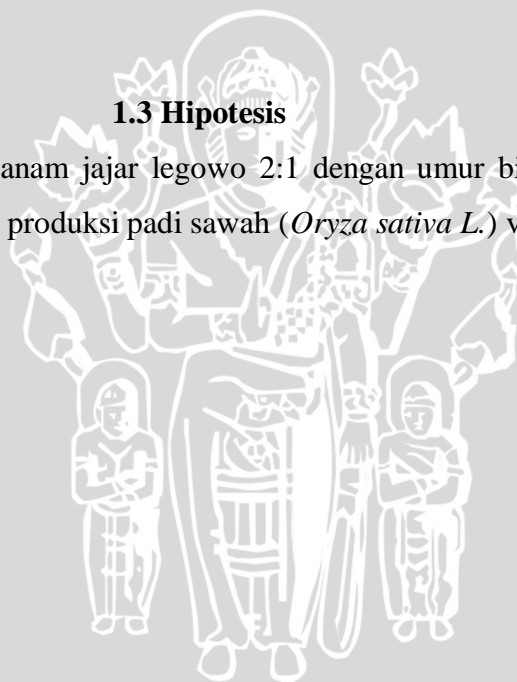 1.3 Hipotesis
anam jajar legowo 2:1 dengan umur bi
produksi padi sawah (Oryza sativa L.) v